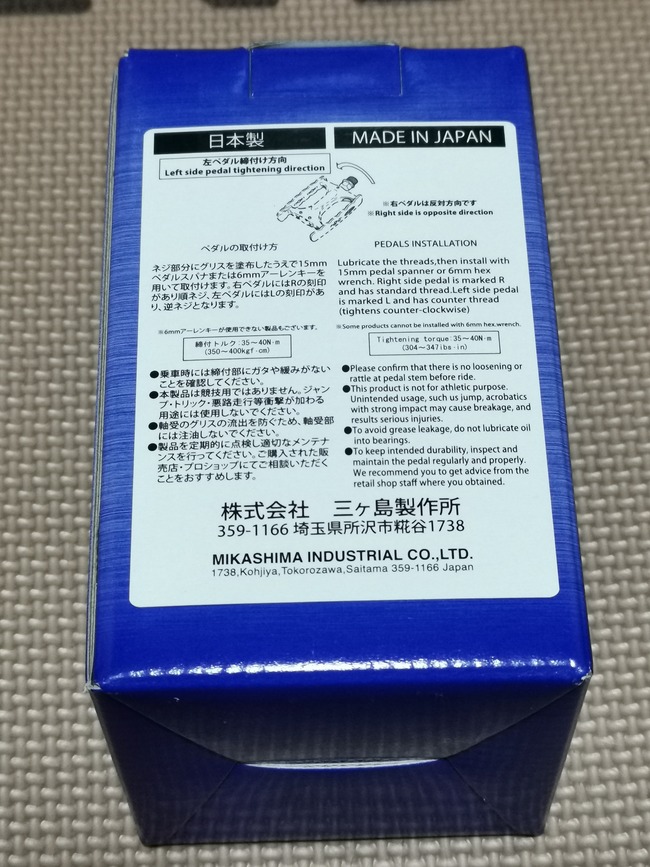 日本製
MADE IN JAPAN
左ペダル締付け方向
Left side pedal tightening direction
※右ペダルは反対方向です
※Right side is opposite direction
ペダルの取付け方
ネジ部分にグリスを塗布したうえで15mm
ペダルスパナまたは6mmアーレンキーを
用いて取付けます。右ペダルにはRの刻印
があり順ネジ、左ペダルにはLの刻印があ
り、逆ネジとなります。
※6mmアーレンキーが使用できない製品もございます。
締付トルク:35～40N·m
(350～400kgf·cm)
●乗車時には締付部にガタや緩みがない
ことを確認してください。
●本製品は競技用ではありません。ジャン
プ・トリック・悪路走行等衝撃が加わる
用途には使用しないでください。
●軸受のグリスの流出を防ぐため、軸受部
には注油しないでください。
●製品を定期的に点検し適切なメンテナ
ンスを行ってください。ご購入された販
売店・プロショップにてご相談いただく
ことをおすすめします。
PEDALS INSTALLATION
Lubricate the threads,then install with
15mm pedal spanner or 6mm hex
wrench. Right side pedal is marked R
and has standard thread.Left side pedal
is marked L and has counter thread
(tightens counter-clockwise)
※Some products cannot be installed with 6mm hex.wrench.
Tightening torque:35～40N·m
(304～347lbs·in)
●Please confirm that there is no loosening or
rattle at pedal stem before ride.
●This product is not for athletic purpose.
Unintended usage, such us jump, acrobatics
with strong impact may cause breakage, and
results serious injuries.
●To avoid grease leakage, do not lubricate oil
into bearings.
●To keep intended durability, inspect and
maintain the pedal regularly and properly.
We recommend you to get advice from the
retail shop staff where you obtained.
株式会社 三ヶ島製作所
359-1166 埼玉県所沢市糀谷1738
MIKASHIMA INDUSTRIAL CO.,LTD.
1738,Kohjiya,Tokorozawa,Saitama 359-1166 Japan